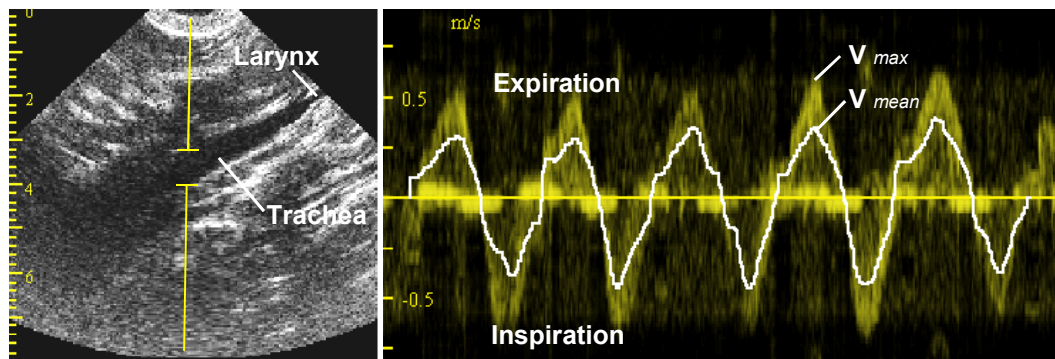 0
2
4
6
Larynx
Trachea
m/s
0.5
-0.5
Expiration
Inspiration
V max
V mean